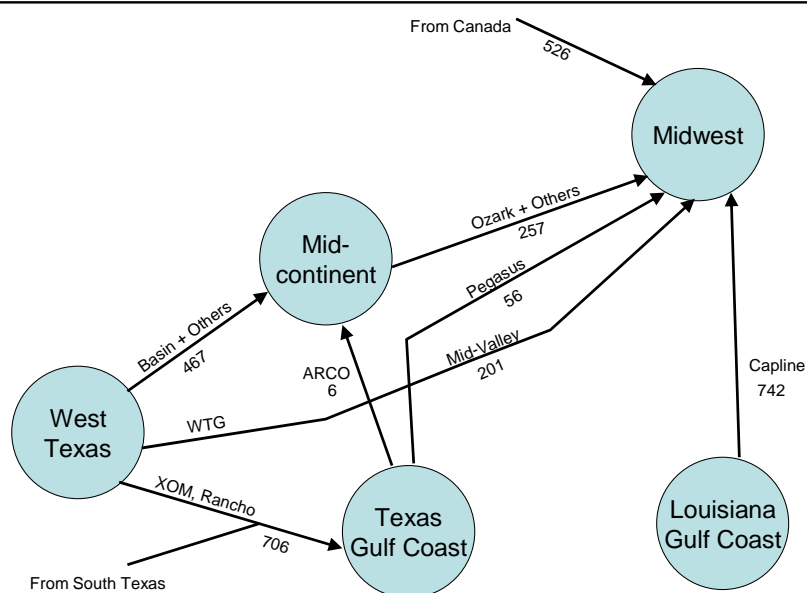 From Canada
526
Midwest
Ozark + Others
257
Mid-
continent
Pegasus
56
Basin + Others
467
Mid-Valley
201
ARCO
6
Capline
742
West
Texas
WTG
XOM, Rancho
706
Texas
Gulf Coast
Louisiana
Gulf Coast
From South Texas